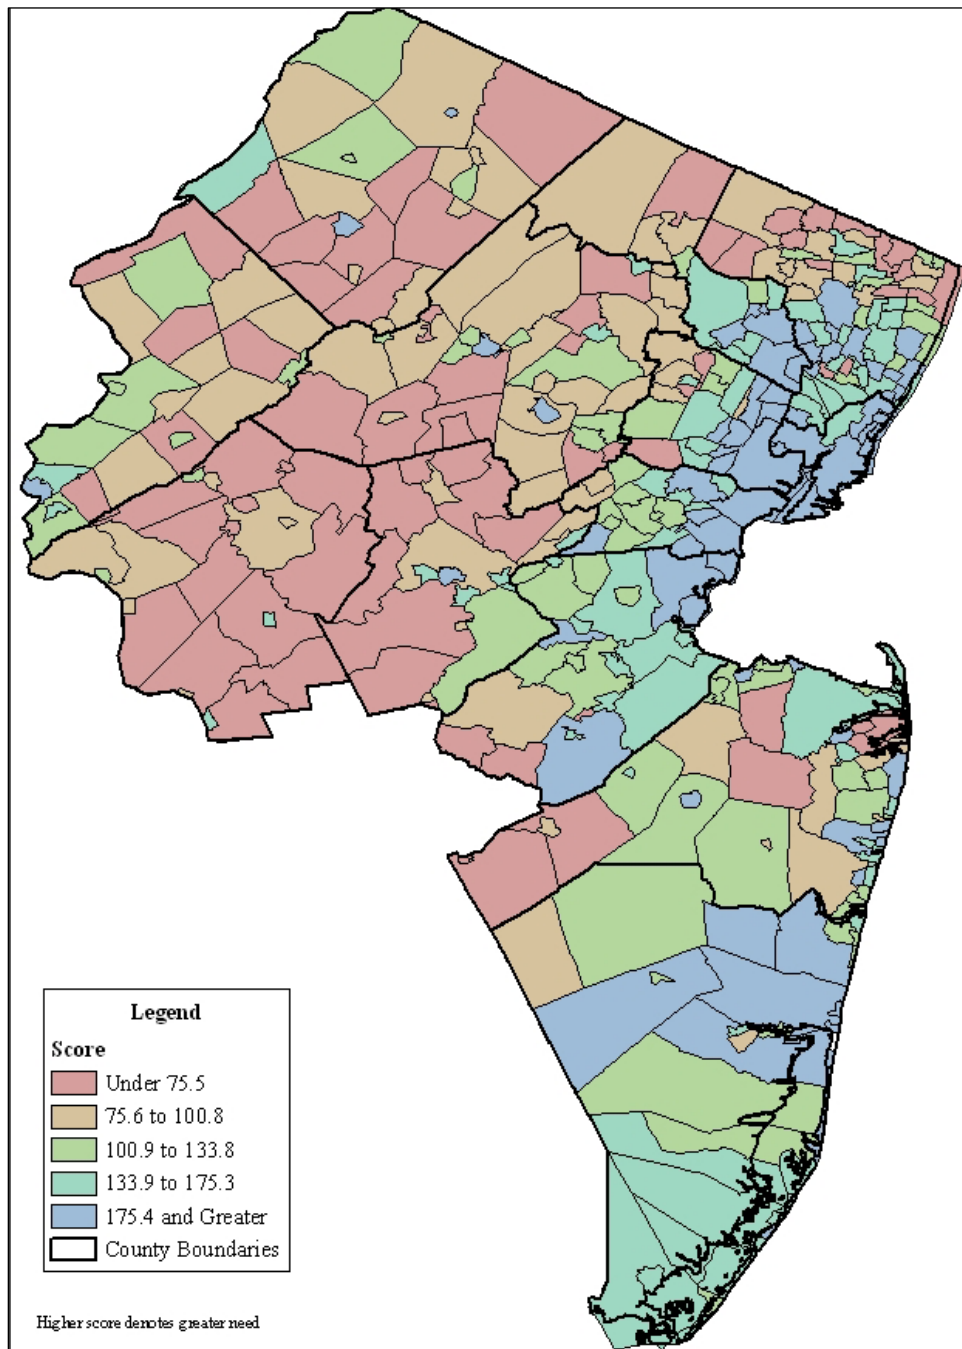 Legend
Score
Under 75.5
75.6 to 100.8
100.9 to 133.8
133.9 to 175.3
175.4 and Greater
County Boundaries
Higher score denotes greater need